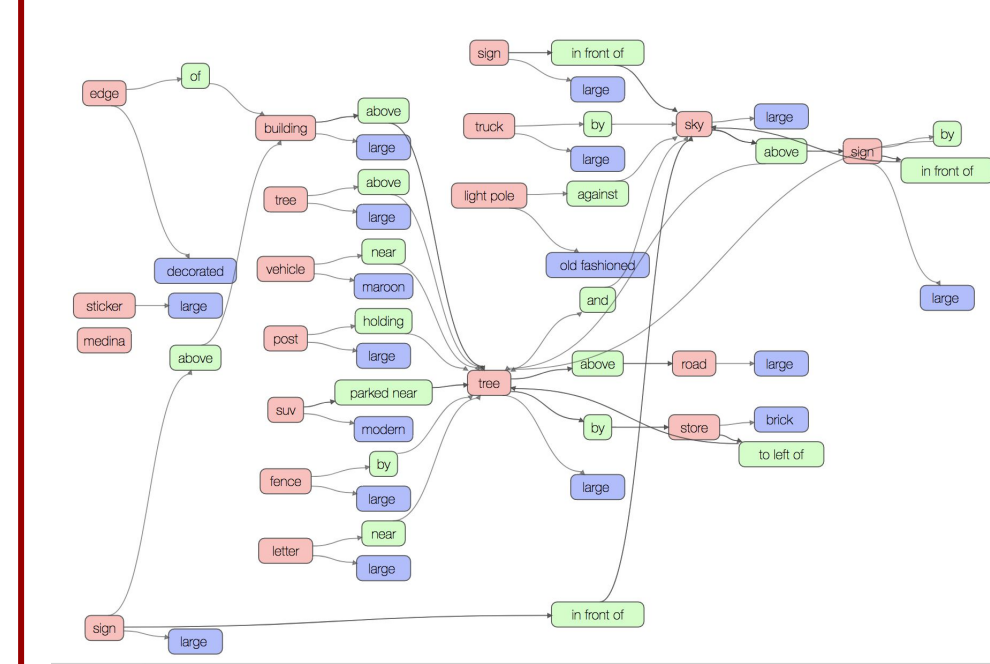 sign
in front of
of
large
edge
above
large
sky
truck
by
building
by
large
above
sign
large
in front of
above
tree
light pole
against
large
near
vehicle
old fashioned
decorated
maroon
large
sticker
large
and
holding
post
medina
large
above
above
road
large
tree
parked near
suv
brick
by
store
modern
to left of
by
fence
large
large
near
letter
large
in front of
sign
large